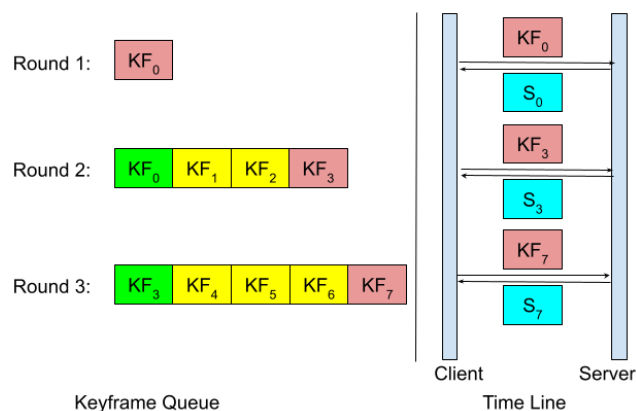 Round 1:
KF0
Round 2:
KF0 KF1 KF2 KF3
Round 3:
KF3 KF4 KF5 KF6 KF7
Keyframe Queue
KF0
S0
KF3
S3
KF7
S7
Client Server
Time Line